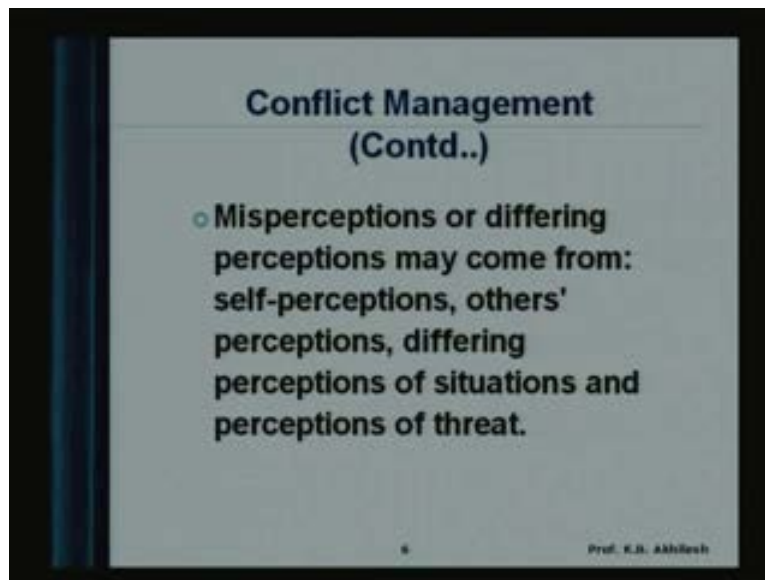 Conflict Management
(Contd..)
Misperceptions or differing
perceptions may come from:
self-perceptions, others'
perceptions, differing
perceptions of situations and
perceptions of threat.
6
Prof. K.B. Akhilesh